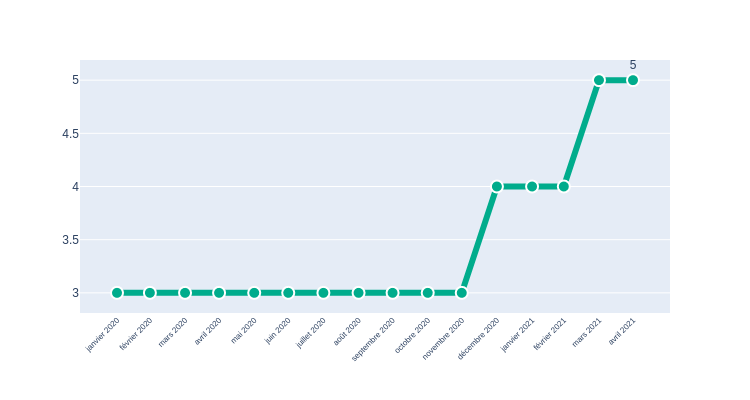 5
5
4.5
4
3.5
3
janvier 2020
février 2020
mars 2020
avril 2020
mai 2020
juin 2020
juillet 2020
août 2020
septembre 2020
octobre 2020
novembre 2020
décembre 2020
janvier 2021
février 2021
mars 2021
avril 2021